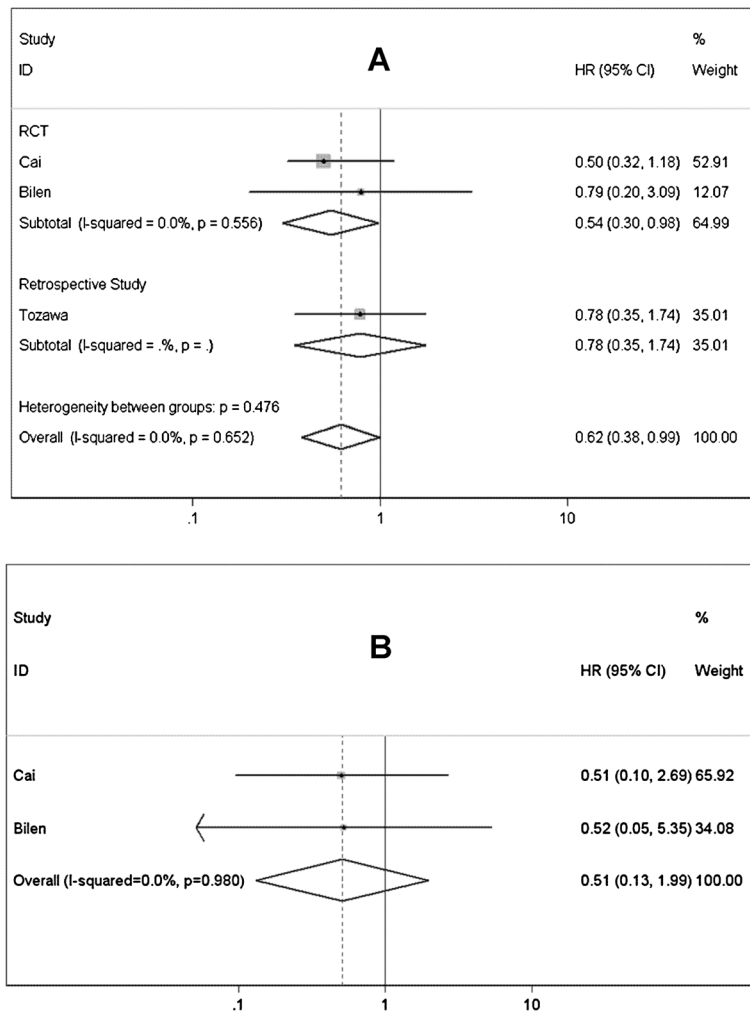 Study %
A
ID HR (95% CI) Weight
RCT
Cai 0.50 (0.32, 1.18) 52.91
Bilen 0.79 (0.20, 3.09) 12.07
Subtotal (I-squared = 0.0%, p = 0.556) 0.54 (0.30, 0.98) 64.99
Retrospective Study
Tozawa 0.78 (0.35, 1.74) 35.01
Subtotal (I-squared = .%, p = .) 0.78 (0.35, 1.74) 35.01
Heterogeneity between groups: p = 0.476
Overall (I-squared = 0.0%, p = 0.652) 0.62 (0.38, 0.99) 100.00
.1 1 10
Study %
B
ID HR (95% CI) Weight
Cai 0.51 (0.10, 2.69) 65.92
Bilen 0.52 (0.05, 5.35) 34.08
Overall (I-squared=0.0%, p=0.980) 0.51 (0.13, 1.99) 100.00
.1 1 10